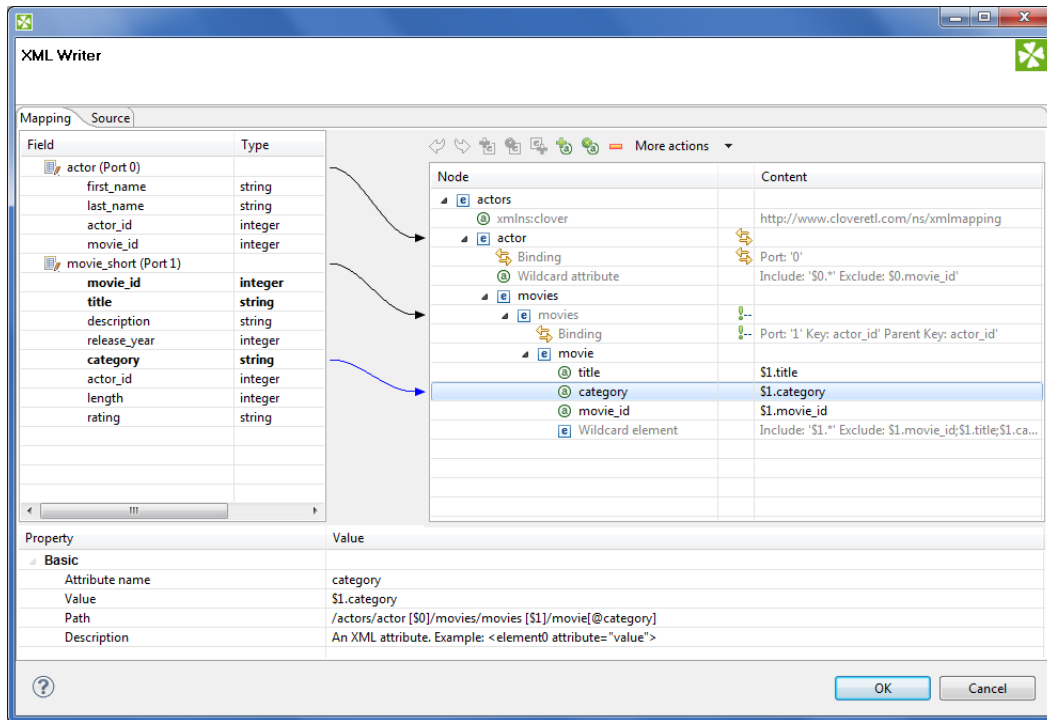 XML Writer
Mapping Source
Field Type
actor (Port 0)
first_name string
last_name string
actor_id integer
movie_id integer
movie_short (Port 1)
movie_id integer
title string
description string
release_year integer
category string
actor_id integer
length integer
rating string
More actions
Node Content
actors
xmlns:clover http://www.cloveretl.com/ns/xmlmapping
actor
Binding Port: '0'
Wildcard attribute Include: '$0.*' Exclude: $0.movie_id'
movies
movies
Binding Port: '1' Key: actor_id' Parent Key: actor_id'
movie
title $1.title
category $1.category
movie_id $1.movie_id
Wildcard element Include: '$1.*' Exclude: $1.movie_id;$1.title;$1.ca...
Property Value
Basic
Attribute name category
Value $1.category
Path /actors/actor [$0]/movies/movies [$1]/movie[@category]
Description An XML attribute. Example: <element0 attribute="value">
OK Cancel